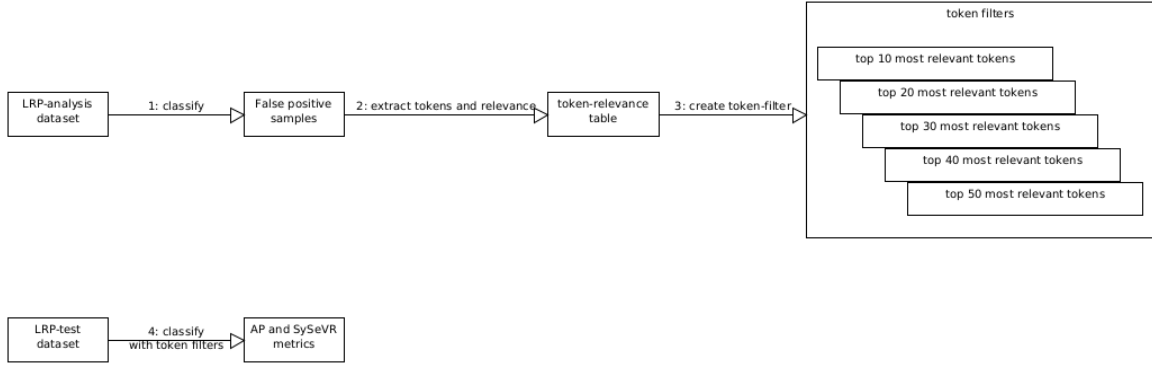 token filters
top 10 most relevant tokens
top 20 most relevant tokens
top 30 most relevant tokens
top 40 most relevant tokens
top 50 most relevant tokens
LRP-analysis
dataset
1: classify
False positive
samples
2: extract tokens and relevance
token-relevance
table
3: create token-filter
LRP-test
dataset
4: classify
with token filters
AP and SySeVR
metrics